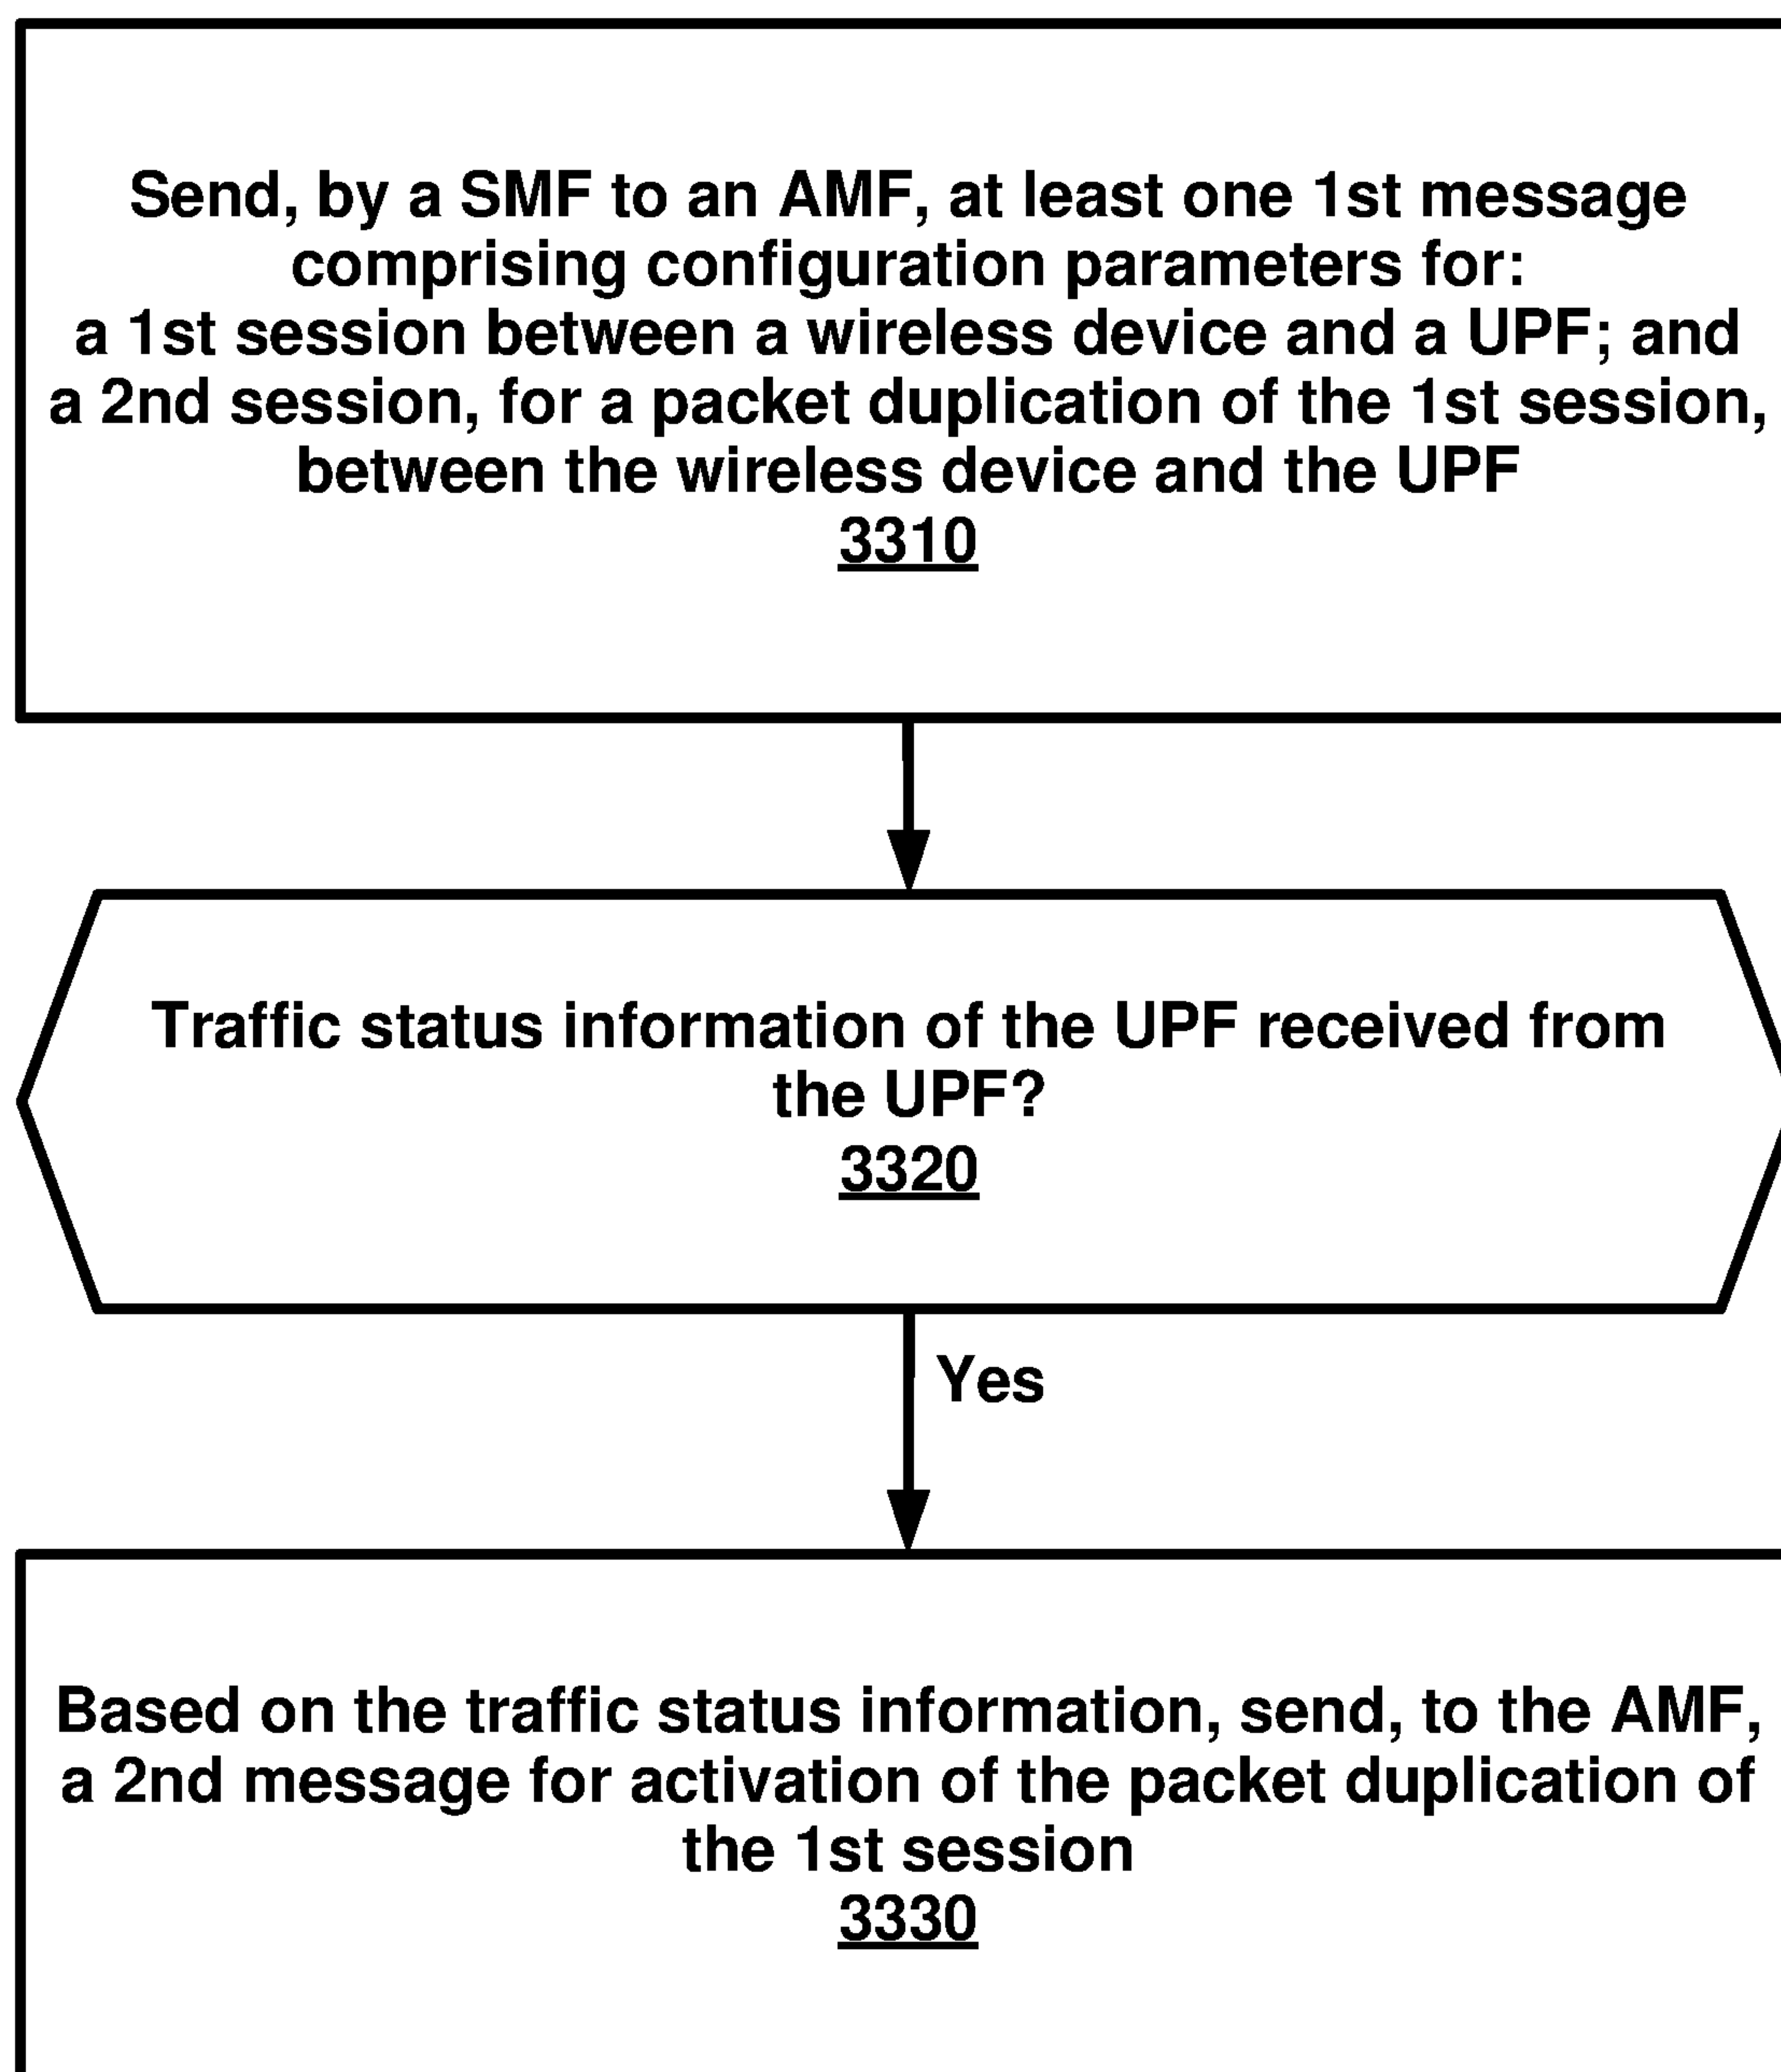 Send, by a SMF to an AMF, at least one 1st message
comprising configuration parameters for:
a 1st session between a wireless device and a UPF; and
a 2nd session, for a packet duplication of the 1st session,
between the wireless device and the UPF
3310
Traffic status information of the UPF received from
the UPF?
3320
Yes
Based on the traffic status information, send, to the AMF,
a 2nd message for activation of the packet duplication of
the 1st session
3330